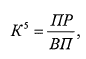 К⁵ = ПР / ВП,